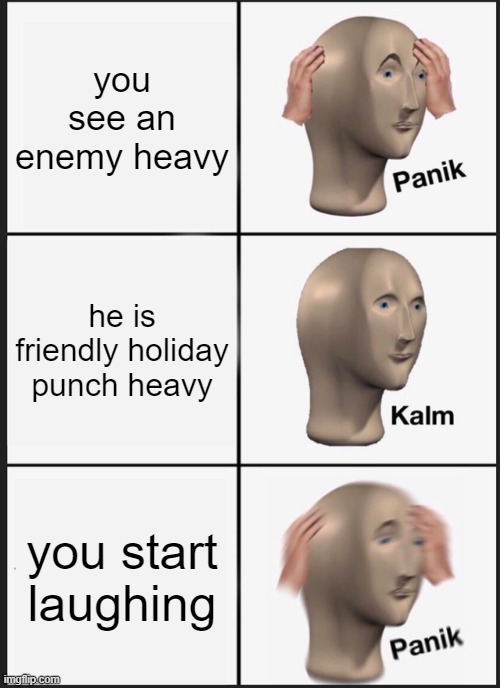 you
see an
enemy heavy
Panik
he is
friendly holiday
punch heavy
Kalm
you start
laughing
Panik
imgflip.com